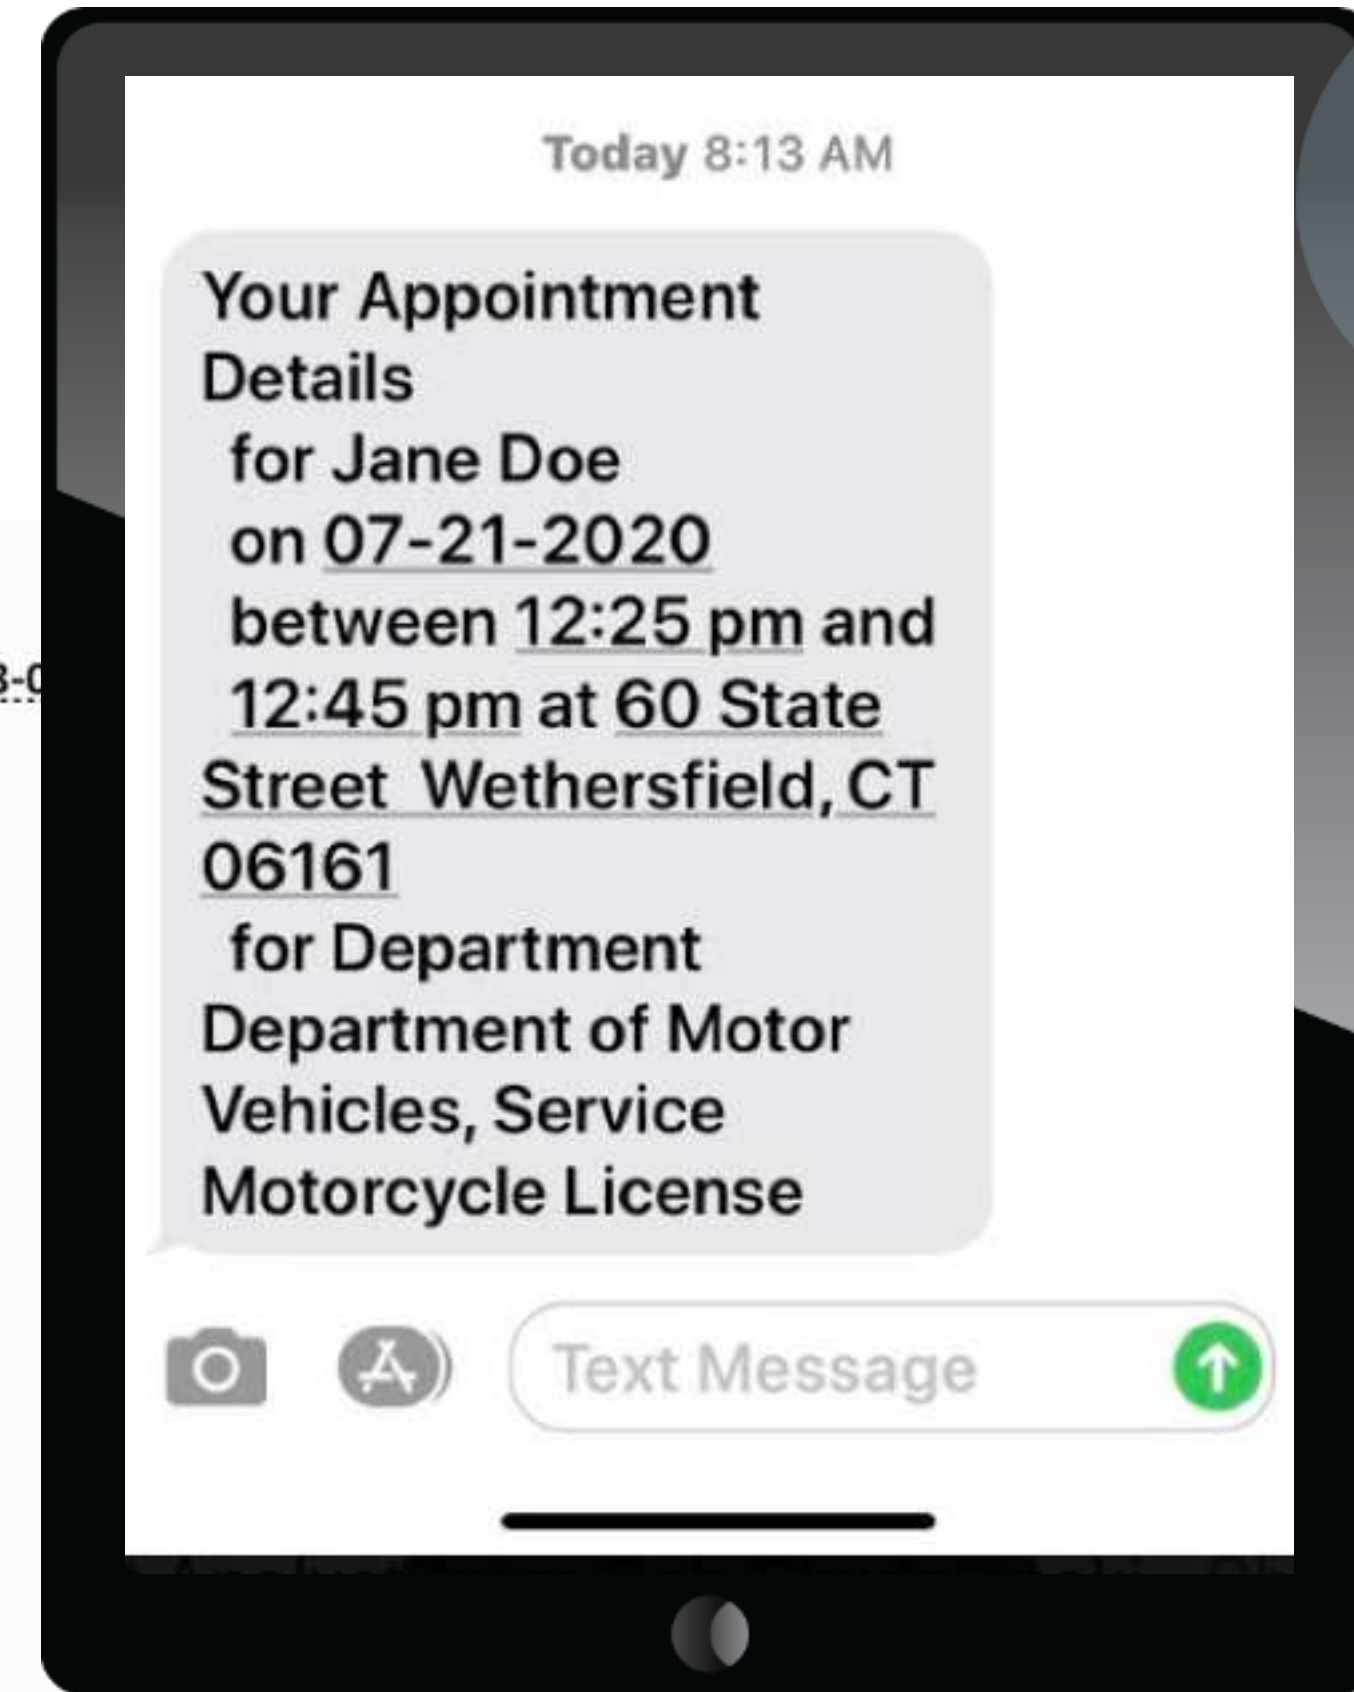 Today 8:13 AM
Your Appointment
Details
for Jane Doe
on 07-21-2020
between 12:25 pm and
12:45 pm at 60 State
Street  Wethersfield, CT
06161
for Department
Department of Motor
Vehicles, Service
Motorcycle License
Text Message